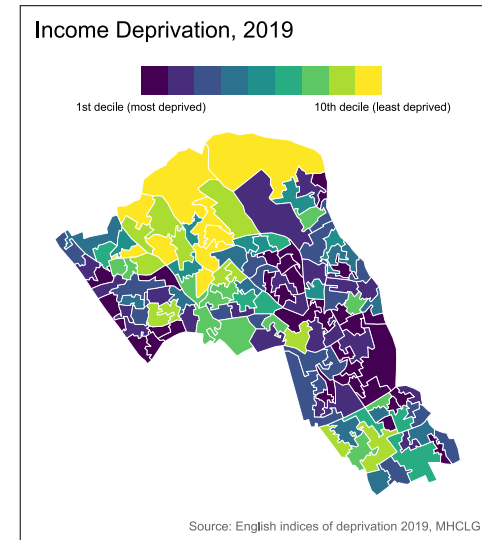 Income Deprivation, 2019
1st decile (most deprived) 10th decile (least deprived)
Source: English indices of deprivation 2019, MHCLG